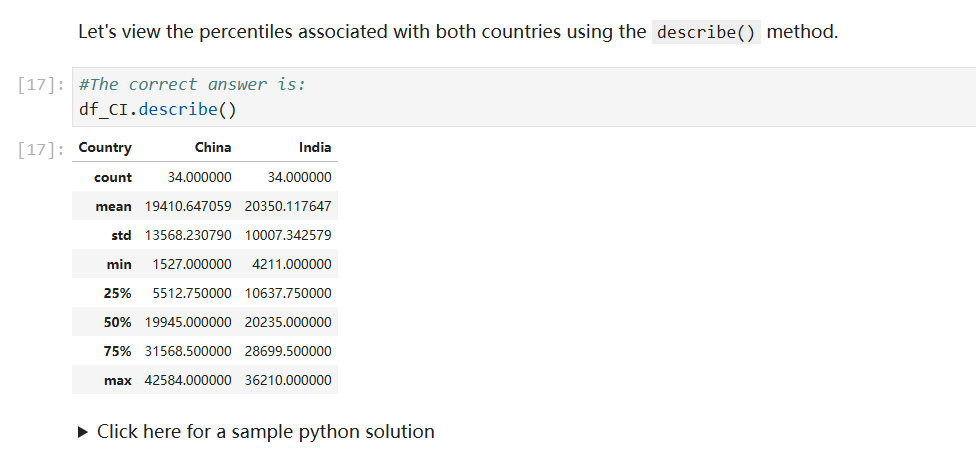 Let's view the percentiles associated with both countries using the describe() method.
[17]: #The correct answer is:
df_CI.describe()
[17]: Country China India
count 34.000000 34.000000
mean 19410.647059 20350.117647
std 13568.230790 10007.342579
min 1527.000000 4211.000000
25% 5512.750000 10637.750000
50% 19945.000000 20235.000000
75% 31568.500000 28699.500000
max 42584.000000 36210.000000
Click here for a sample python solution